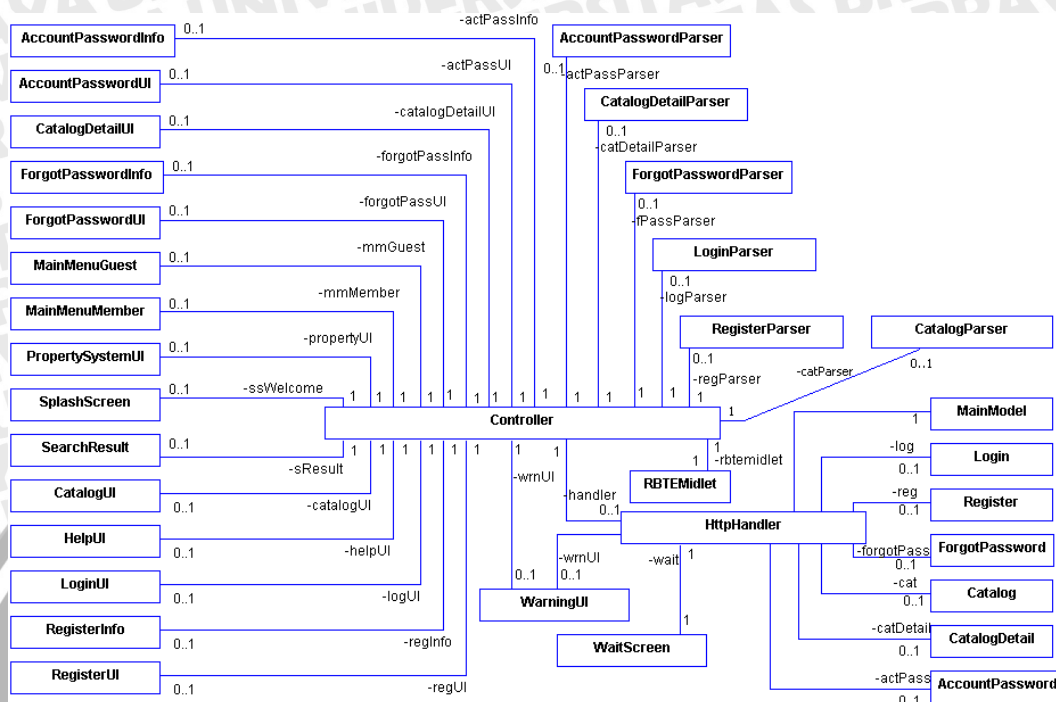 -actPassInfo
AccountPasswordInfo
0..1
AccountPasswordParser
0..1
-actPassParser
AccountPasswordUI
0..1
-actPassUI
CatalogDetailParser
0..1
-catDetailParser
CatalogDetailUI
0..1
-catalogDetailUI
ForgotPasswordInfo
0..1
-forgotPassInfo
ForgotPasswordParser
0..1
-fPassParser
ForgotPasswordUI
0..1
-forgotPassUI
MainMenuGuest
0..1
-mmGuest
LoginParser
0..1
-logParser
MainMenuMember
0..1
-mmMember
RegisterParser
0..1
-regParser
CatalogParser
0..1
-catParser
PropertySystemUI
0..1
-propertyUI
SplashScreen
0..1
-ssWelcome
1 1 1 1 1 1 1 1 1 1 1 1 1 1 1
Controller
MainModel
1
SearchResult
0..1
-sResult
1 1 1 1 1 1 1 1 1
-wrnUI
1
1
-rbtemidlet
RBTEMidlet
-log
0..1
Login
CatalogUI
0..1
-catalogUI
-handler
0..1
-reg
0..1
Register
HttpHandler
HelpUI
0..1
-helpUI
-forgotPass
0..1
ForgotPassword
-wrnUI
-wait
1
LoginUI
0..1
-logUI
0..1
0..1
WarningUI
-cat
0..1
Catalog
RegisterInfo
0..1
-regInfo
1
WaitScreen
-catDetail
0..1
CatalogDetail
RegisterUI
0..1
-regUI
-actPass
0..1
AccountPassword